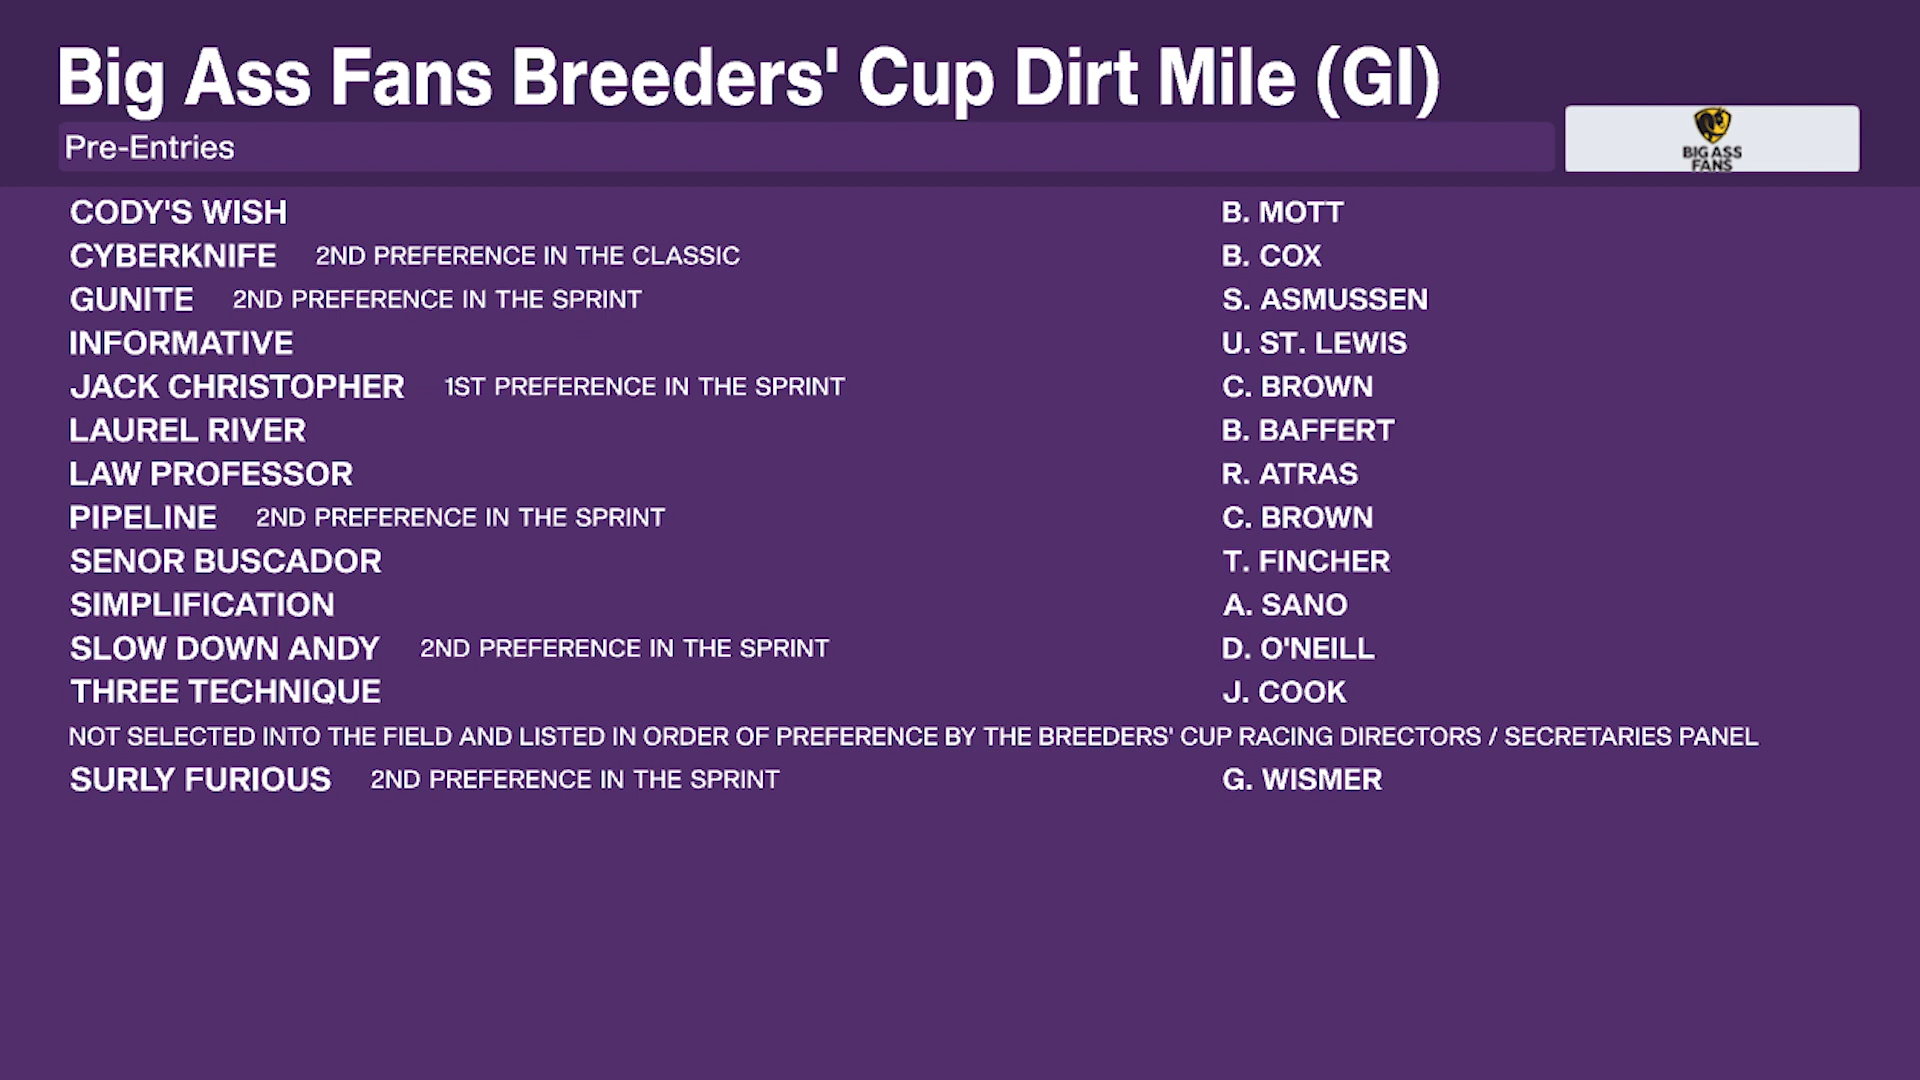 Big Ass Fans Breeders' Cup Dirt Mile (GI)
Pre-Entries
BIG ASS
FANS
CODY'S WISH B. MOTT
CYBERKNIFE 2ND PREFERENCE IN THE CLASSIC B. COX
GUNITE 2ND PREFERENCE IN THE SPRINT S. ASMUSSEN
INFORMATIVE U. ST. LEWIS
JACK CHRISTOPHER 1ST PREFERENCE IN THE SPRINT C. BROWN
LAUREL RIVER B. BAFFERT
LAW PROFESSOR R. ATRAS
PIPELINE 2ND PREFERENCE IN THE SPRINT C. BROWN
SENOR BUSCADOR T. FINCHER
SIMPLIFICATION A. SANO
SLOW DOWN ANDY 2ND PREFERENCE IN THE SPRINT D. O'NEILL
THREE TECHNIQUE J. COOK
NOT SELECTED INTO THE FIELD AND LISTED IN ORDER OF PREFERENCE BY THE BREEDERS' CUP RACING DIRECTORS / SECRETARIES PANEL
SURLY FURIOUS 2ND PREFERENCE IN THE SPRINT G. WISMER